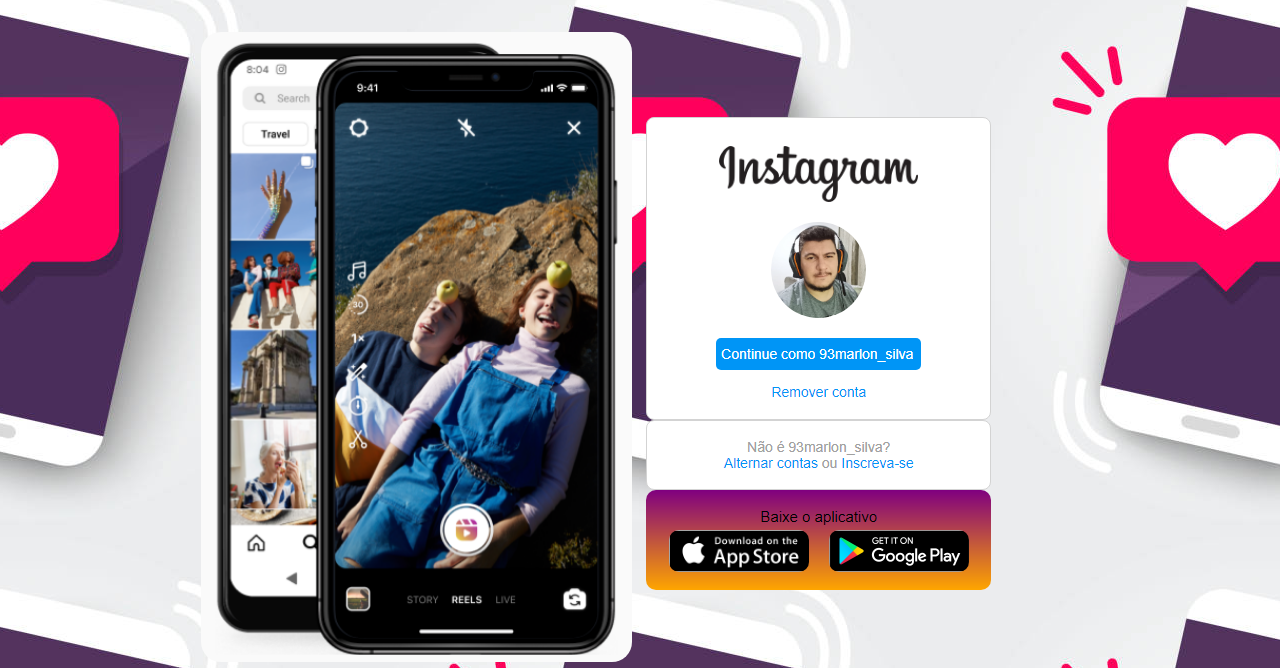 8:04
Search
Travel
9:41
30
1×
STORY REELS LIVE
Instagram
Continue como 93marlon_silva
Remover conta
Não é 93marlon_silva?
Alternar contas ou Inscreva-se
Baixe o aplicativo
Download on the
App Store
GET IT ON
Google Play